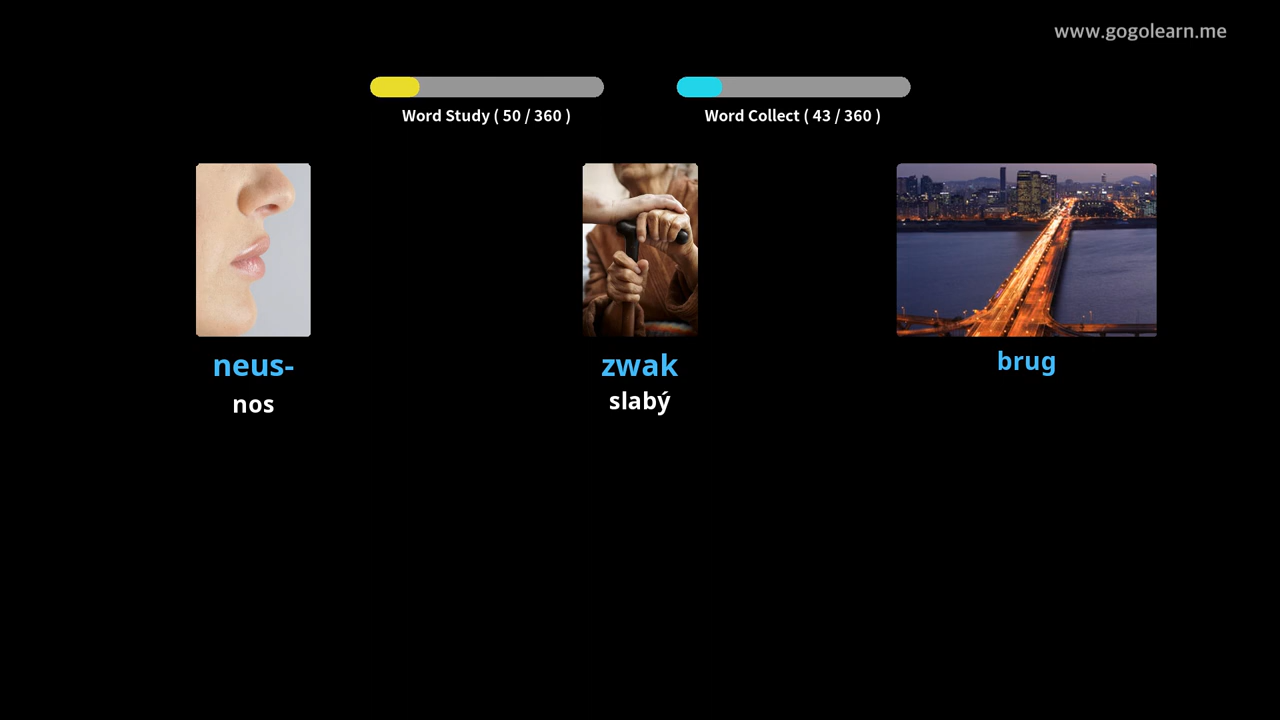 www.gogolearn.me
Word Study ( 50 / 360 )
Word Collect ( 43 / 360 )
neus-
nos
zwak
slabý
brug